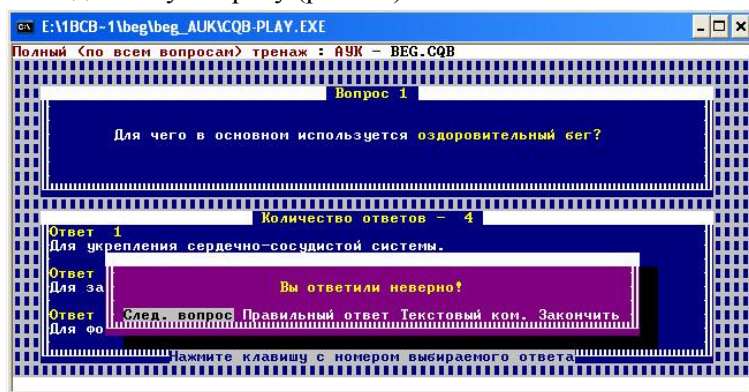 E:\1BCB~1\beg\beg_AUK\CQB-PLAY.EXE
Полный (по всем вопросам) тренаж : АУК - BEG.CQB
Вопрос 1
Для чего в основном используется оздоровительный бег?
Количество ответов - 4
Ответ 1
Для укрепления сердечно-сосудистой системы.
Ответ
Для за
Вы ответили неверно!
Ответ
След. вопрос Правильный ответ Текстовый ком. Закончить
Для фо
Нажмите клавишу с номером выбираемого ответа